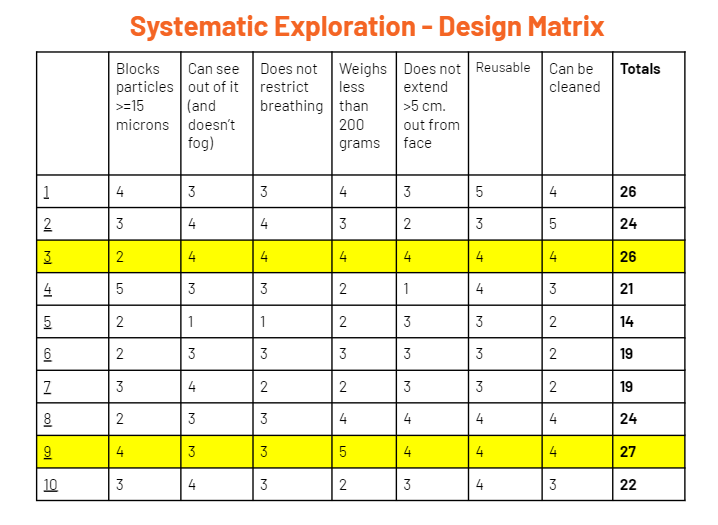 Systematic Exploration - Design Matrix
Blocks particles >=15 microns | Can see out of it (and doesn't fog) | Does not restrict breathing | Weighs less than 200 grams | Does not extend >5 cm. out from face | Reusable | Can be cleaned | Totals
1 | 4 | 3 | 3 | 4 | 3 | 5 | 4 | 26
2 | 3 | 4 | 4 | 3 | 2 | 3 | 5 | 24
3 | 2 | 4 | 4 | 4 | 4 | 4 | 4 | 26
4 | 5 | 3 | 3 | 2 | 1 | 4 | 3 | 21
5 | 2 | 1 | 1 | 2 | 3 | 3 | 2 | 14
6 | 2 | 3 | 3 | 3 | 3 | 3 | 2 | 19
7 | 3 | 4 | 2 | 2 | 3 | 3 | 2 | 19
8 | 2 | 3 | 3 | 4 | 4 | 4 | 4 | 24
9 | 4 | 3 | 3 | 5 | 4 | 4 | 4 | 27
10 | 3 | 4 | 3 | 2 | 3 | 4 | 3 | 22